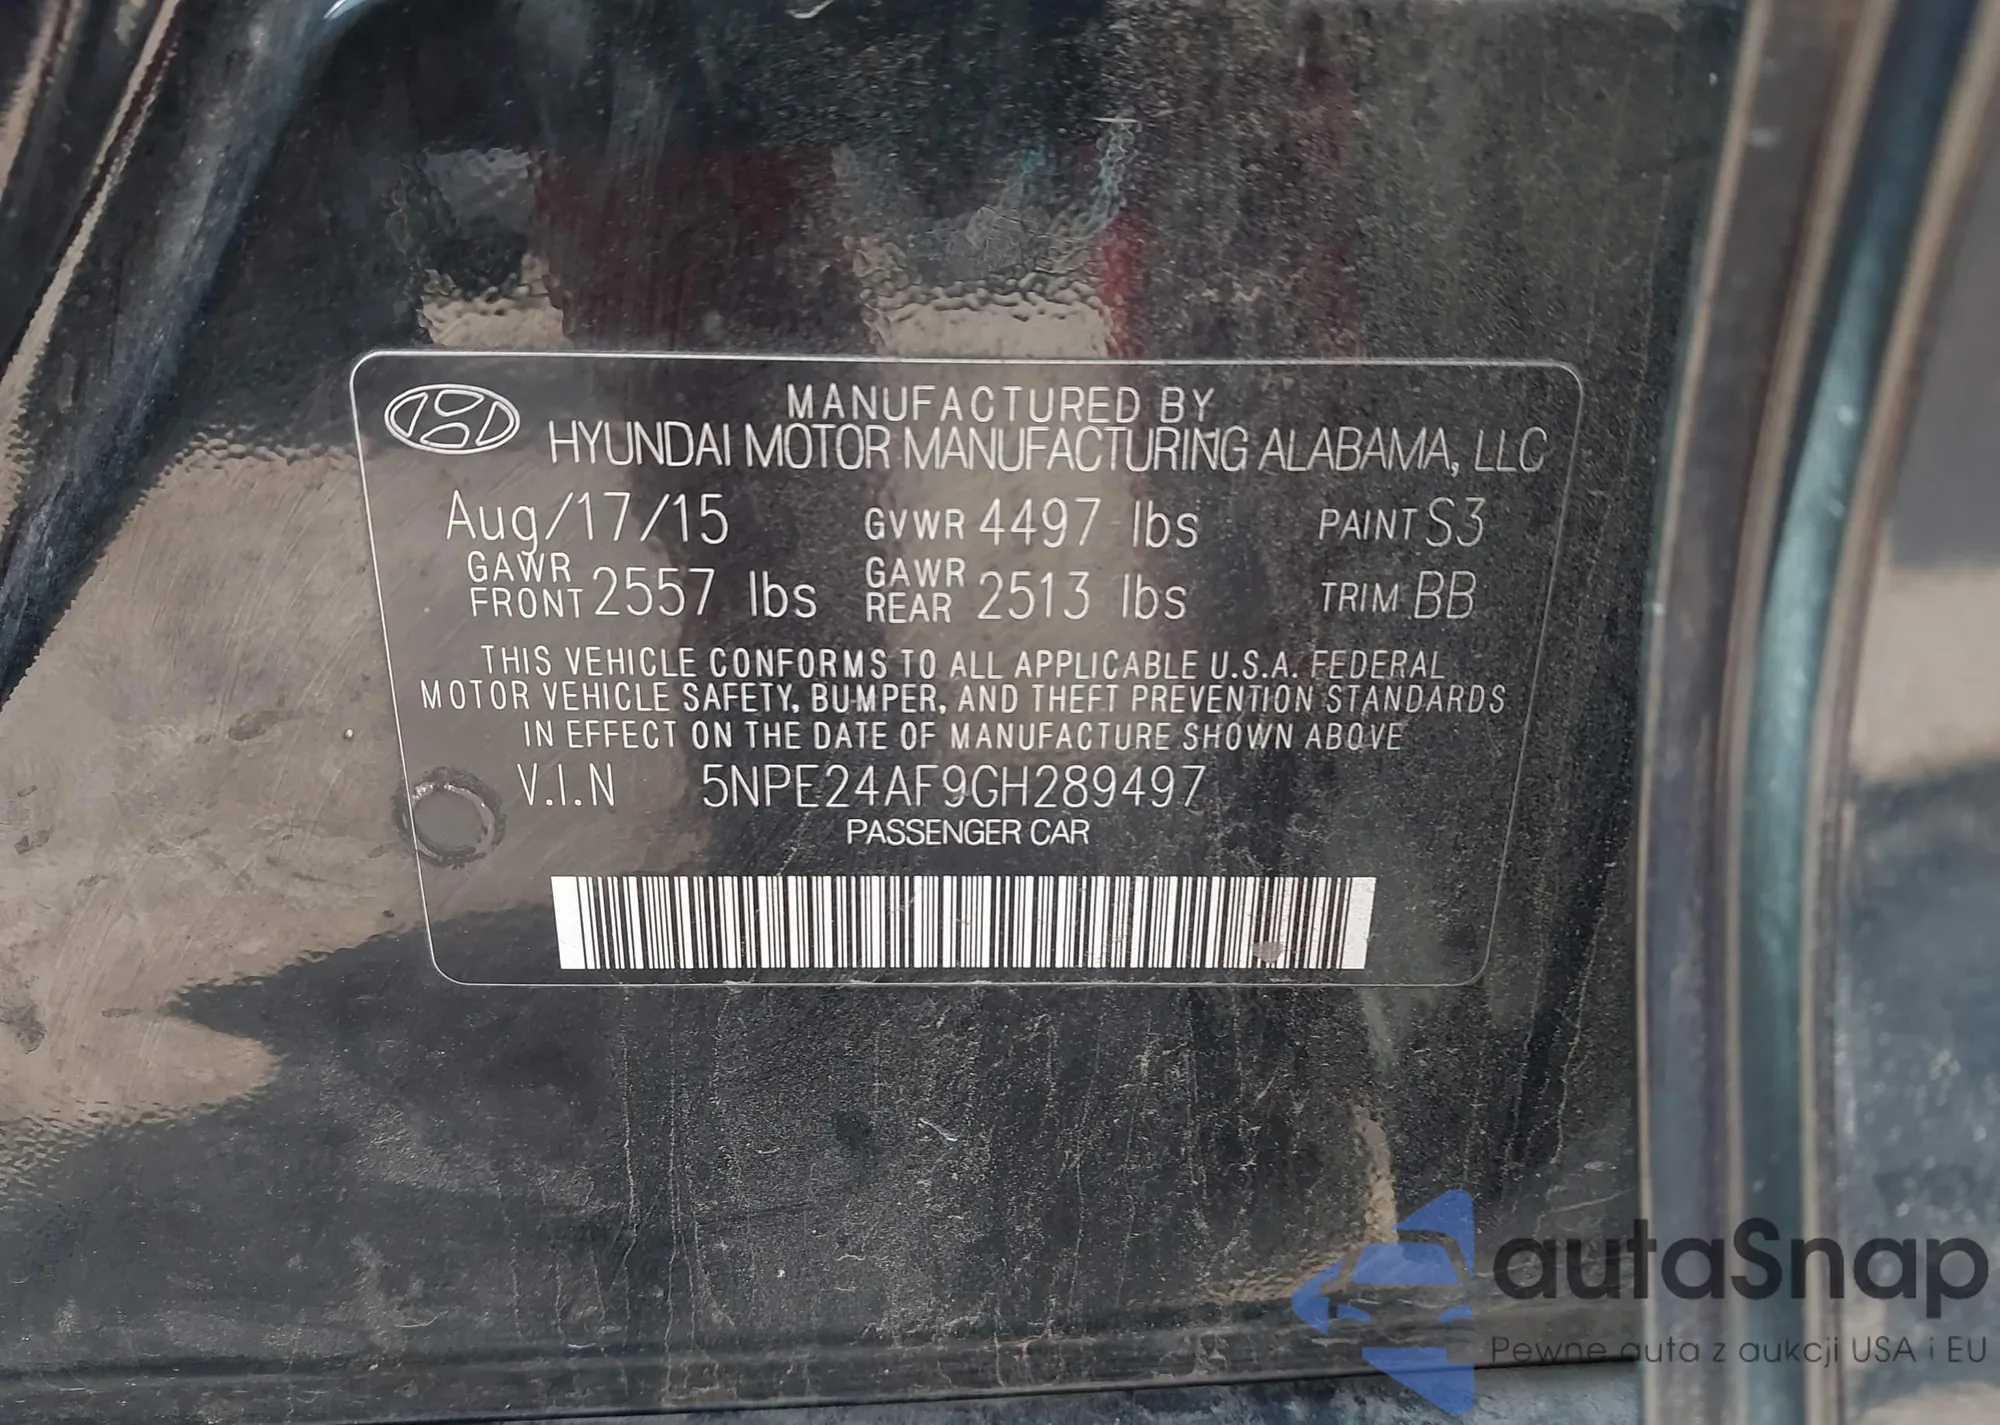 MANUFACTURED BY
HYUNDAI MOTOR MANUFACTURING ALABAMA, LLC
Aug/17/15 GVWR 4497 lbs PAINT S3
GAWR FRONT 2557 lbs GAWR REAR 2513 lbs TRIM BB
THIS VEHICLE CONFORMS TO ALL APPLICABLE U.S.A. FEDERAL
MOTOR VEHICLE SAFETY, BUMPER, AND THEFT PREVENTION STANDARDS
IN EFFECT ON THE DATE OF MANUFACTURE SHOWN ABOVE
V.I.N 5NPE24AF9GH289497
PASSENGER CAR
autaSnap
Pewne auta z aukcji USA i EU